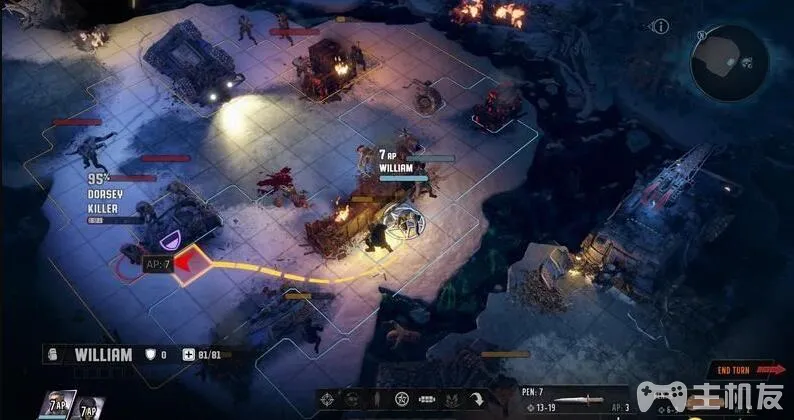 7 AP
WILLIAM
95%
DORSEY
KILLER
AP: 7
WILLIAM 0 81/81
7 AP
7 AP
END TURN
PEN: 7
13-19
AP: 3
主机友